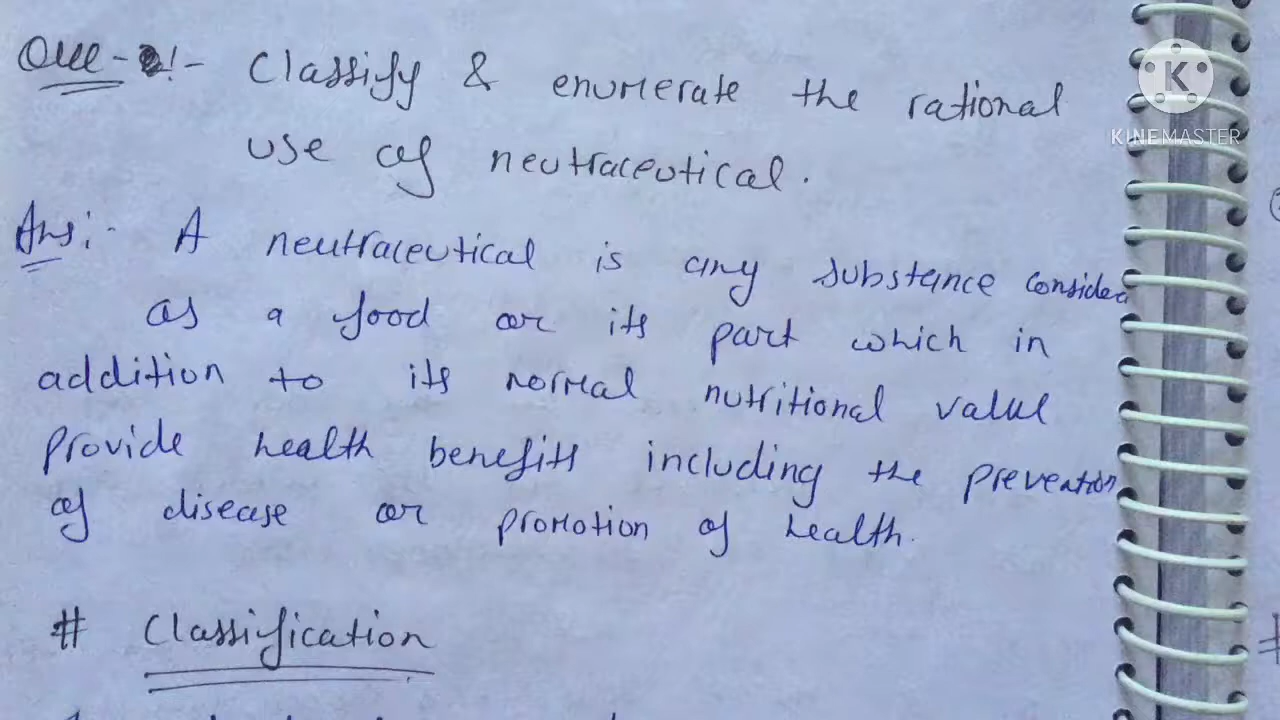 Que - 2!- Classify & enumerate the rational
use of neutraceutical.
Ans:- A neutraceutical is any substance consider
as a food or its part which in
addition to its normal nutritional value
provide health benefits including the prevention
of disease or promotion of health.
# Classification
KINEMASTER